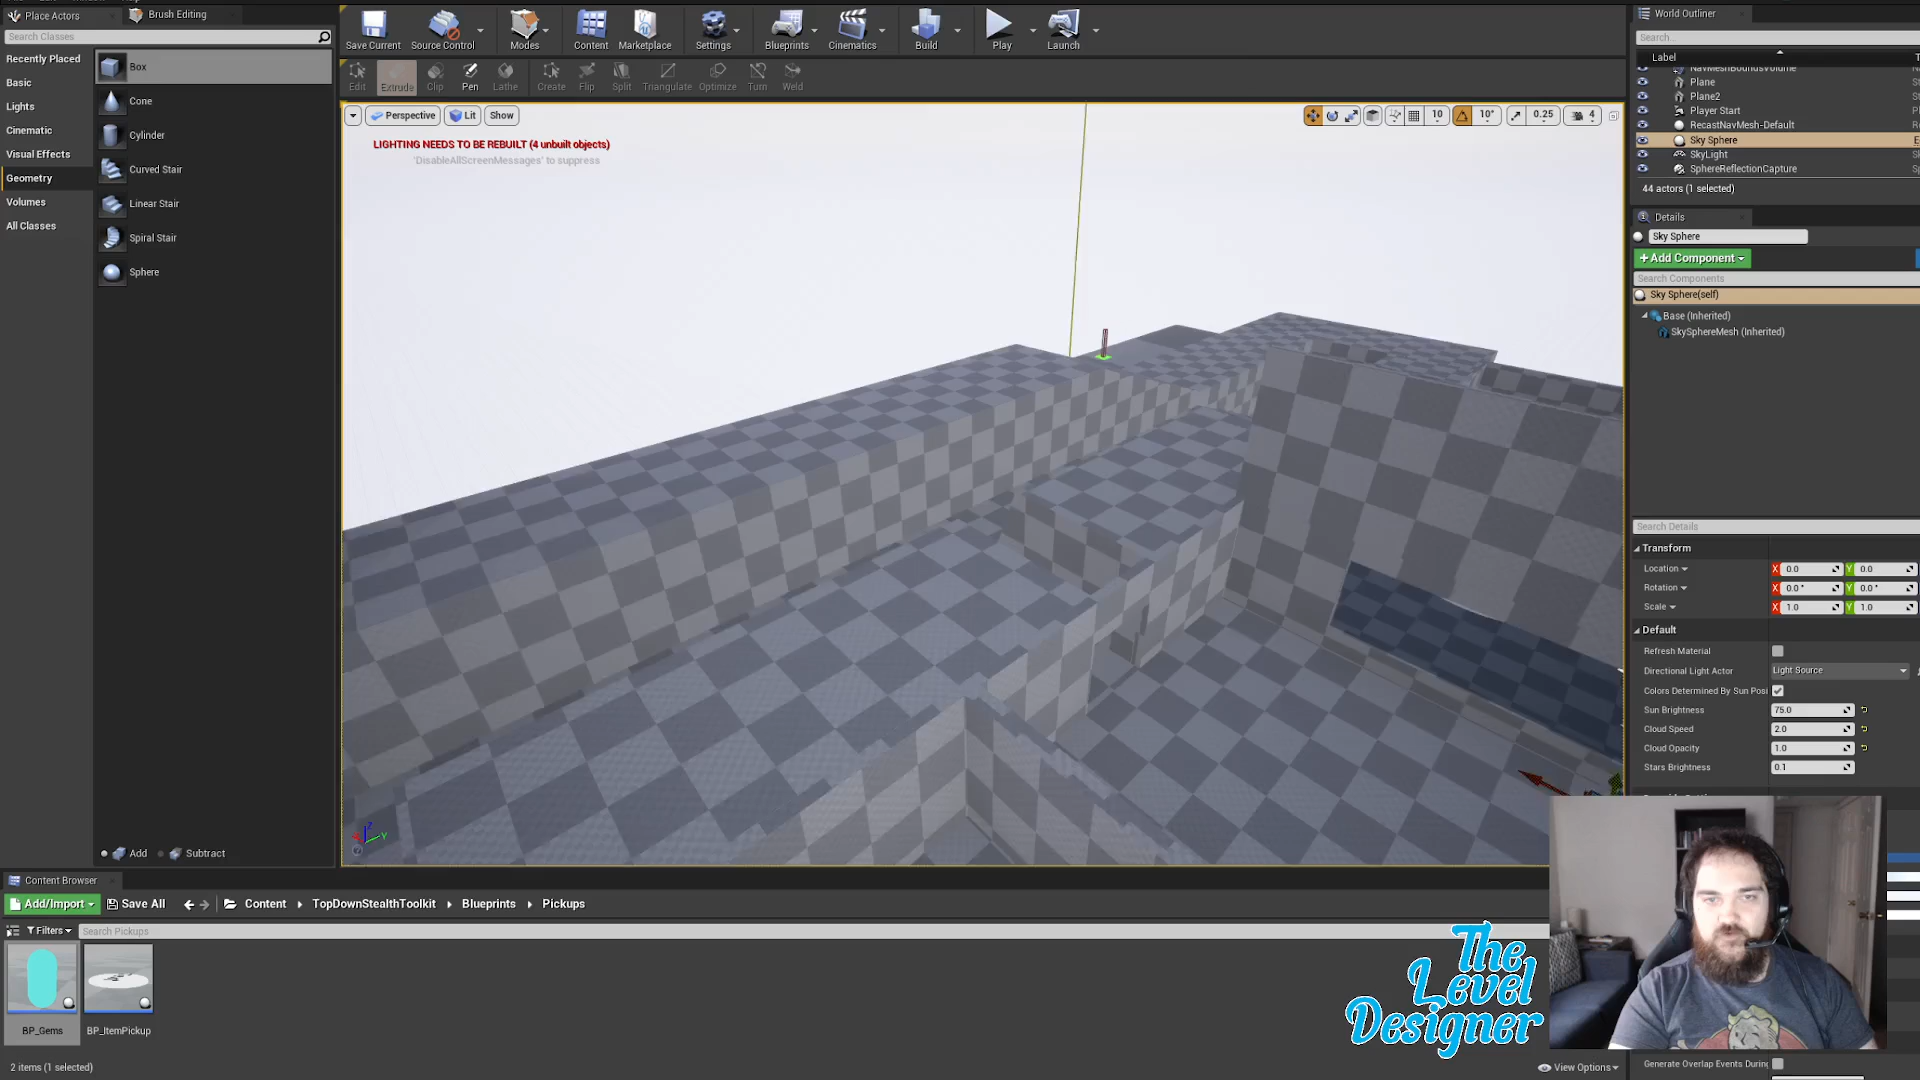 Place Actors
Brush Editing
Search Classes
Recently Placed
Basic
Lights
Cinematic
Visual Effects
Geometry
Volumes
All Classes
Box
Cone
Cylinder
Curved Stair
Linear Stair
Spiral Stair
Sphere
Add
Subtract
Save Current
Source Control
Modes
Content
Marketplace
Settings
Blueprints
Cinematics
Build
Play
Launch
Edit
Extrude
Clip
Pen
Lathe
Create
Flip
Split
Triangulate
Optimize
Turn
Weld
Perspective
Lit
Show
10
10°
0.25
4
LIGHTING NEEDS TO BE REBUILT (4 unbuilt objects)
'DisableAllScreenMessages' to suppress
Z
Y
World Outliner
Search...
Label
NavMeshBoundsVolume
Plane
Plane2
Player Start
RecastNavMesh-Default
Sky Sphere
SkyLight
SphereReflectionCapture
44 actors (1 selected)
Details
Sky Sphere
+Add Component
Search Components
Sky Sphere(self)
Base (Inherited)
SkySphereMesh (Inherited)
Search Details
Transform
Location X 0.0 Y 0.0
Rotation X 0.0° Y 0.0°
Scale X 1.0 Y 1.0
Default
Refresh Material
Directional Light Actor Light Source
Colors Determined By Sun Posi
Sun Brightness 75.0
Cloud Speed 2.0
Cloud Opacity 1.0
Stars Brightness 0.1
Generate Overlap Events During
Content Browser
Add/Import
Save All
Content
TopDownStealthToolkit
Blueprints
Pickups
Filters
Search Pickups
BP_Gems
BP_ItemPickup
2 items (1 selected)
View Options
The
Level
Designer